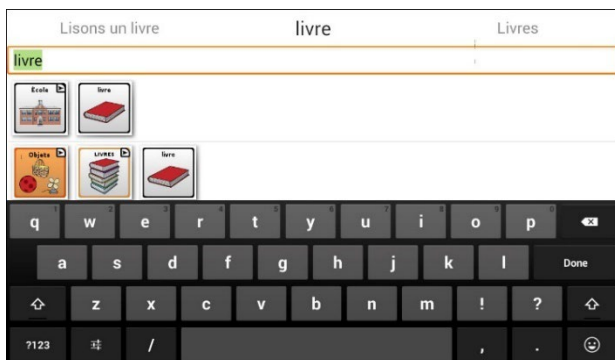 Lisons un livre livre Livres
livre
Ecole livre
Objets LIVRES livre
q w e r t y u i o p
a s d f g h j k l Done
z x c v b n m ! ?
?123 / , .